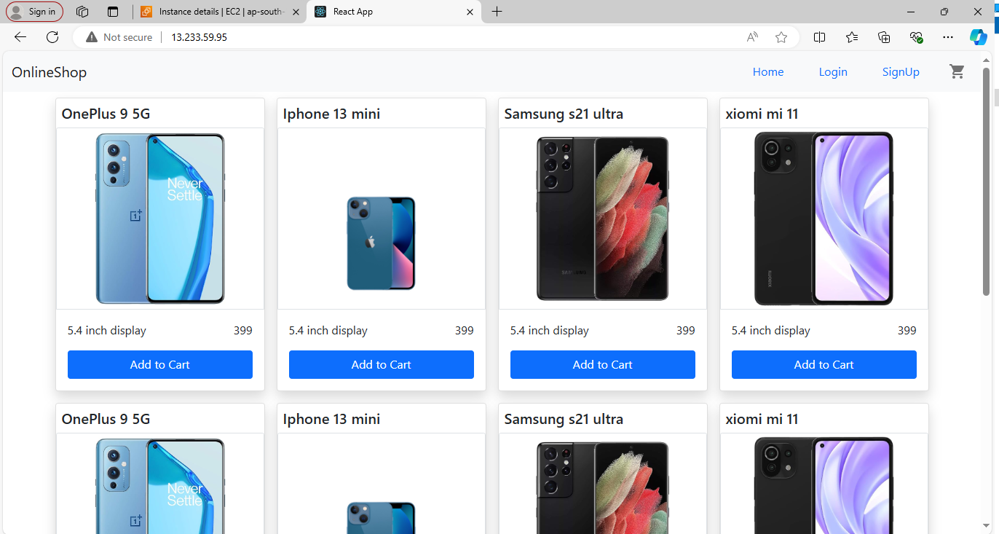 Sign in
Instance details | EC2 | ap-south-
React App
Not secure
13.233.59.95
OnlineShop
Home
Login
SignUp
OnePlus 9 5G
Iphone 13 mini
Samsung s21 ultra
xiomi mi 11
Never
Settle
SAMSUNG
xiaomi
5.4 inch display 399
5.4 inch display 399
5.4 inch display 399
5.4 inch display 399
Add to Cart
Add to Cart
Add to Cart
Add to Cart
OnePlus 9 5G
Iphone 13 mini
Samsung s21 ultra
xiomi mi 11
Never
Settle